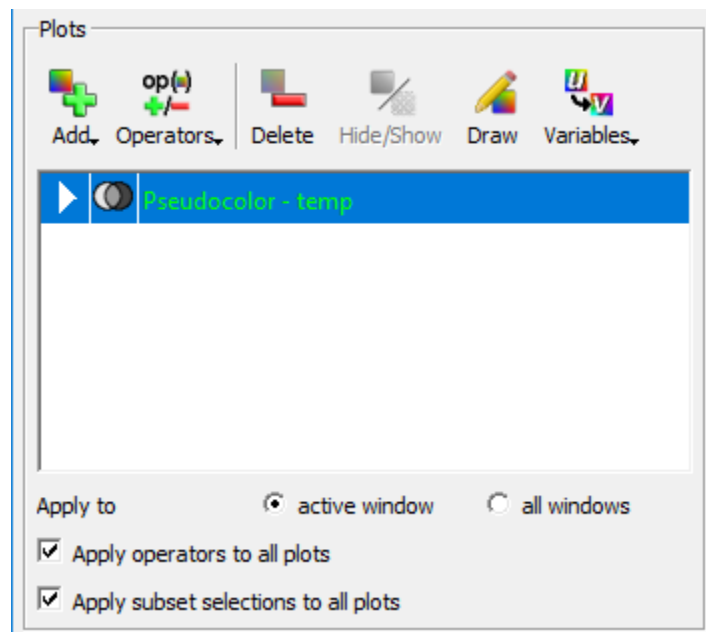 Plots
op(=)
+/-
Add Operators Delete Hide/Show Draw Variables
u
v
Pseudocolor - temp
Apply to active window all windows
Apply operators to all plots
Apply subset selections to all plots